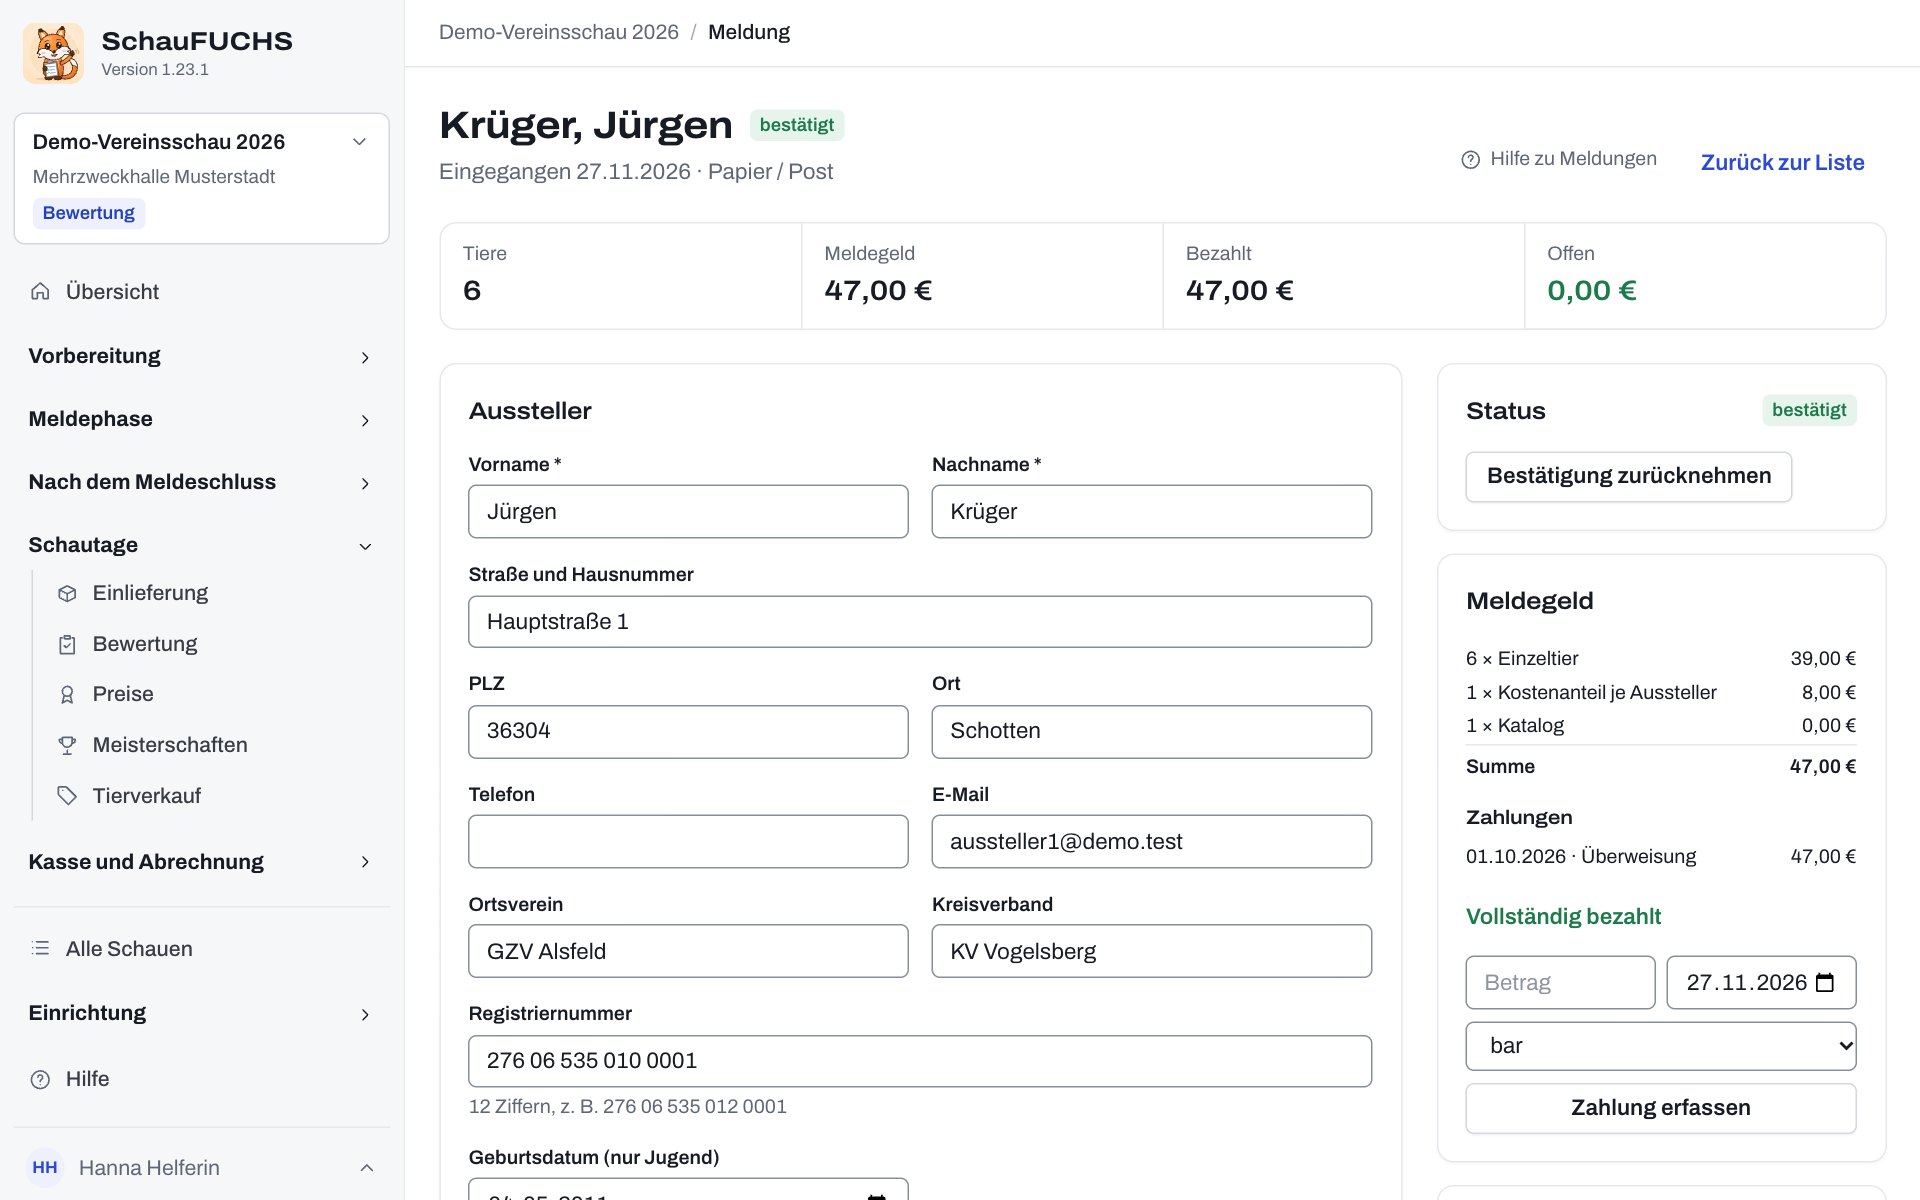 SchauFUCHS
Version 1.23.1
Demo-Vereinsschau 2026
Mehrzweckhalle Musterstadt
Bewertung
Übersicht
Vorbereitung
Meldephase
Nach dem Meldeschluss
Schautage
Einlieferung
Bewertung
Preise
Meisterschaften
Tierverkauf
Kasse und Abrechnung
Alle Schauen
Einrichtung
Hilfe
HH Hanna Helferin
Demo-Vereinsschau 2026 / Meldung
Krüger, Jürgen bestätigt
Eingegangen 27.11.2026 · Papier / Post
Hilfe zu Meldungen
Zurück zur Liste
Tiere
6
Meldegeld
47,00 €
Bezahlt
47,00 €
Offen
0,00 €
Aussteller
Vorname * Nachname *
Jürgen Krüger
Straße und Hausnummer
Hauptstraße 1
PLZ Ort
36304 Schotten
Telefon E-Mail
aussteller1@demo.test
Ortsverein Kreisverband
GZV Alsfeld KV Vogelsberg
Registriernummer
276 06 535 010 0001
12 Ziffern, z. B. 276 06 535 012 0001
Geburtsdatum (nur Jugend)
Status bestätigt
Bestätigung zurücknehmen
Meldegeld
6 × Einzeltier 39,00 €
1 × Kostenanteil je Aussteller 8,00 €
1 × Katalog 0,00 €
Summe 47,00 €
Zahlungen
01.10.2026 · Überweisung 47,00 €
Vollständig bezahlt
Betrag 27.11.2026
bar
Zahlung erfassen